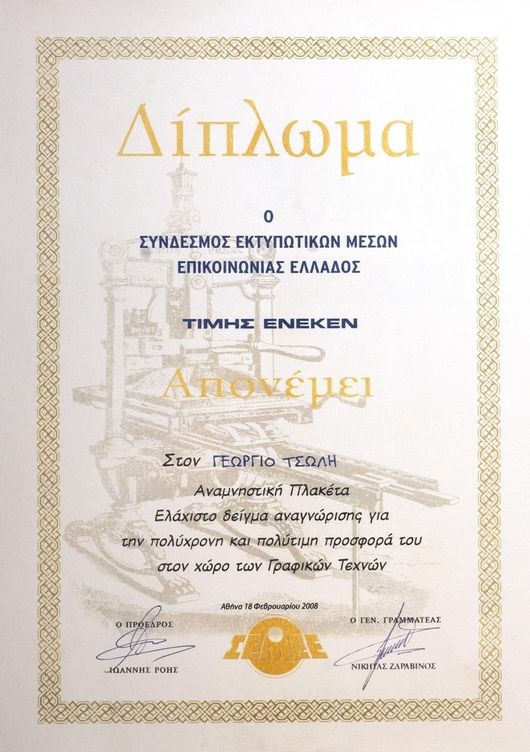 Δίπλωμα
Ο
ΣΥΝΔΕΣΜΟΣ ΕΚΤΥΠΩΤΙΚΩΝ ΜΕΣΩΝ
ΕΠΙΚΟΙΝΩΝΙΑΣ ΕΛΛΑΔΟΣ
ΤΙΜΗΣ ΕΝΕΚΕΝ
Απονέμει
Στον ΓΕΩΡΓΙΟ ΤΣΩΛΗ
Αναμνηστική Πλακέτα
Ελάχιστο δείγμα αναγνώρισης για
την πολύχρονη και πολύτιμη προσφορά του
στον χώρο των Γραφικών Τεχνών
Αθήνα 18 Φεβρουαρίου 2008
Ο ΠΡΟΕΔΡΟΣ
Ο ΓΕΝ. ΓΡΑΜΜΑΤΕΑΣ
ΙΩΑΝΝΗΣ ΡΟΗΣ
ΝΙΚΗΤΑΣ ΖΑΡΑΒΙΝΟΣ